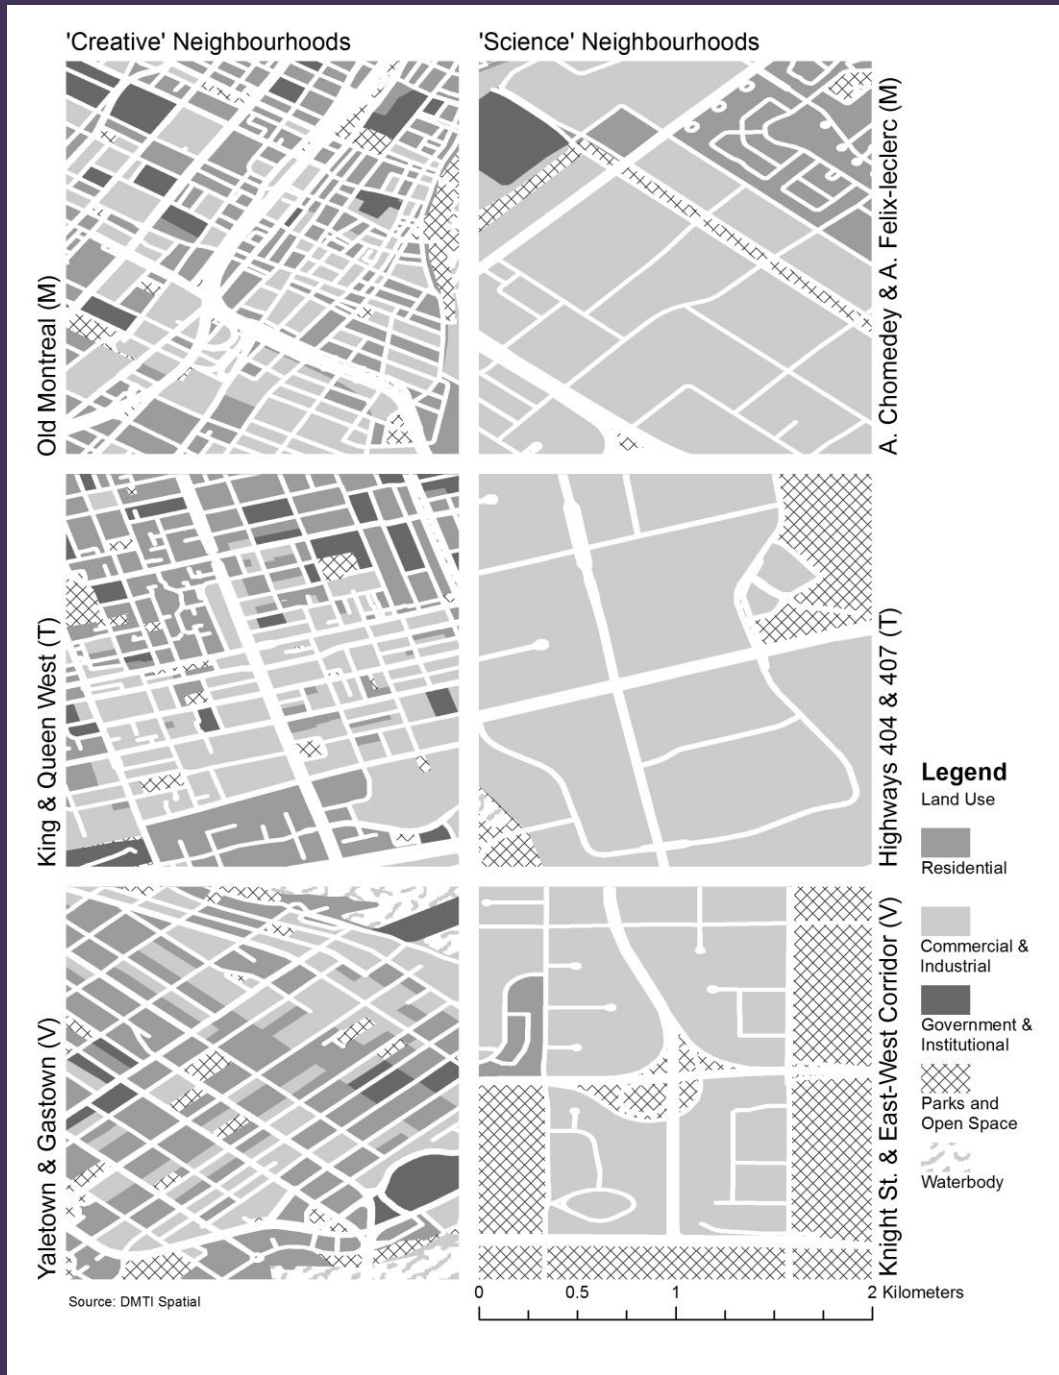 'Creative' Neighbourhoods
'Science' Neighbourhoods
Old Montreal (M)
A. Chomedey & A. Felix-leclerc (M)
King & Queen West (T)
Highways 404 & 407 (T)
Yaletown & Gastown (V)
Knight St. & East-West Corridor (V)
Legend
Land Use
Residential
Commercial &
Industrial
Government &
Institutional
Parks and
Open Space
Waterbody
Source: DMTI Spatial
0 0.5 1 2 Kilometers